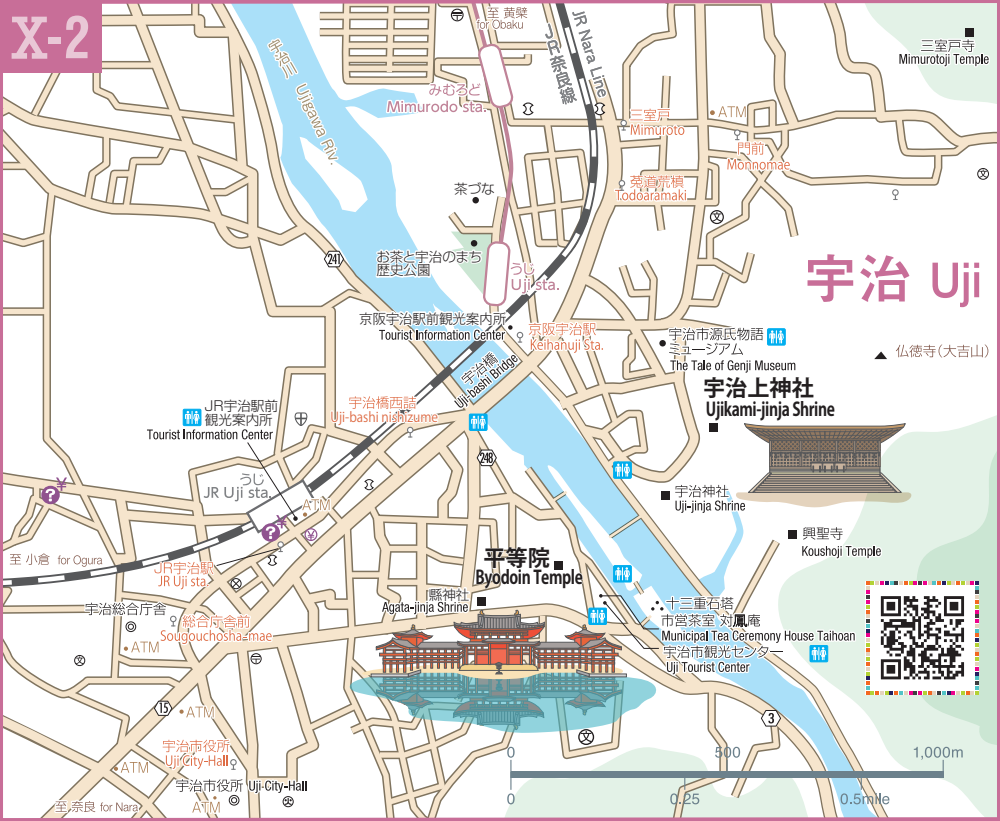 X-2
至 黄檗
for Obaku
JR Nara Line
JR奈良線
三室戸寺
Mimurotoji Temple
宇治川 Ujigawa Riv.
みむろど
Mimurodo sta.
三室戸
Mimuroto
ATM
門前
Monnomae
菟道荒槙
Todoaramaki
茶づな
お茶と宇治のまち
歴史公園
241
うじ
Uji sta.
宇治 Uji
京阪宇治駅前観光案内所
Tourist Information Center
京阪宇治駅
Keihanuji sta.
宇治市源氏物語
ミュージアム
The Tale of Genji Museum
仏徳寺(大吉山)
宇治橋
Uji-bashi Bridge
宇治上神社
Ujikami-jinja Shrine
宇治橋西詰
Uji-bashi nishizume
JR宇治駅前
観光案内所
Tourist Information Center
248
うじ
JR Uji sta.
ATM
宇治神社
Uji-jinja Shrine
興聖寺
Koushoji Temple
至 小倉 for Ogura
JR宇治駅
JR Uji sta.
平等院
Byodoin Temple
縣神社
Agata-jinja Shrine
宇治総合庁舎
総合庁舎前
Sougouchosha-mae
ATM
十三重石塔
市営茶室 対鳳庵
Municipal Tea Ceremony House Taihoan
宇治市観光センター
Uji Tourist Center
15
ATM
3
宇治市役所
Uji-City-Hall
ATM
宇治市役所 Uji-City-Hall
ATM
至 奈良 for Nara
0
500
1,000m
0
0.25
0.5mile